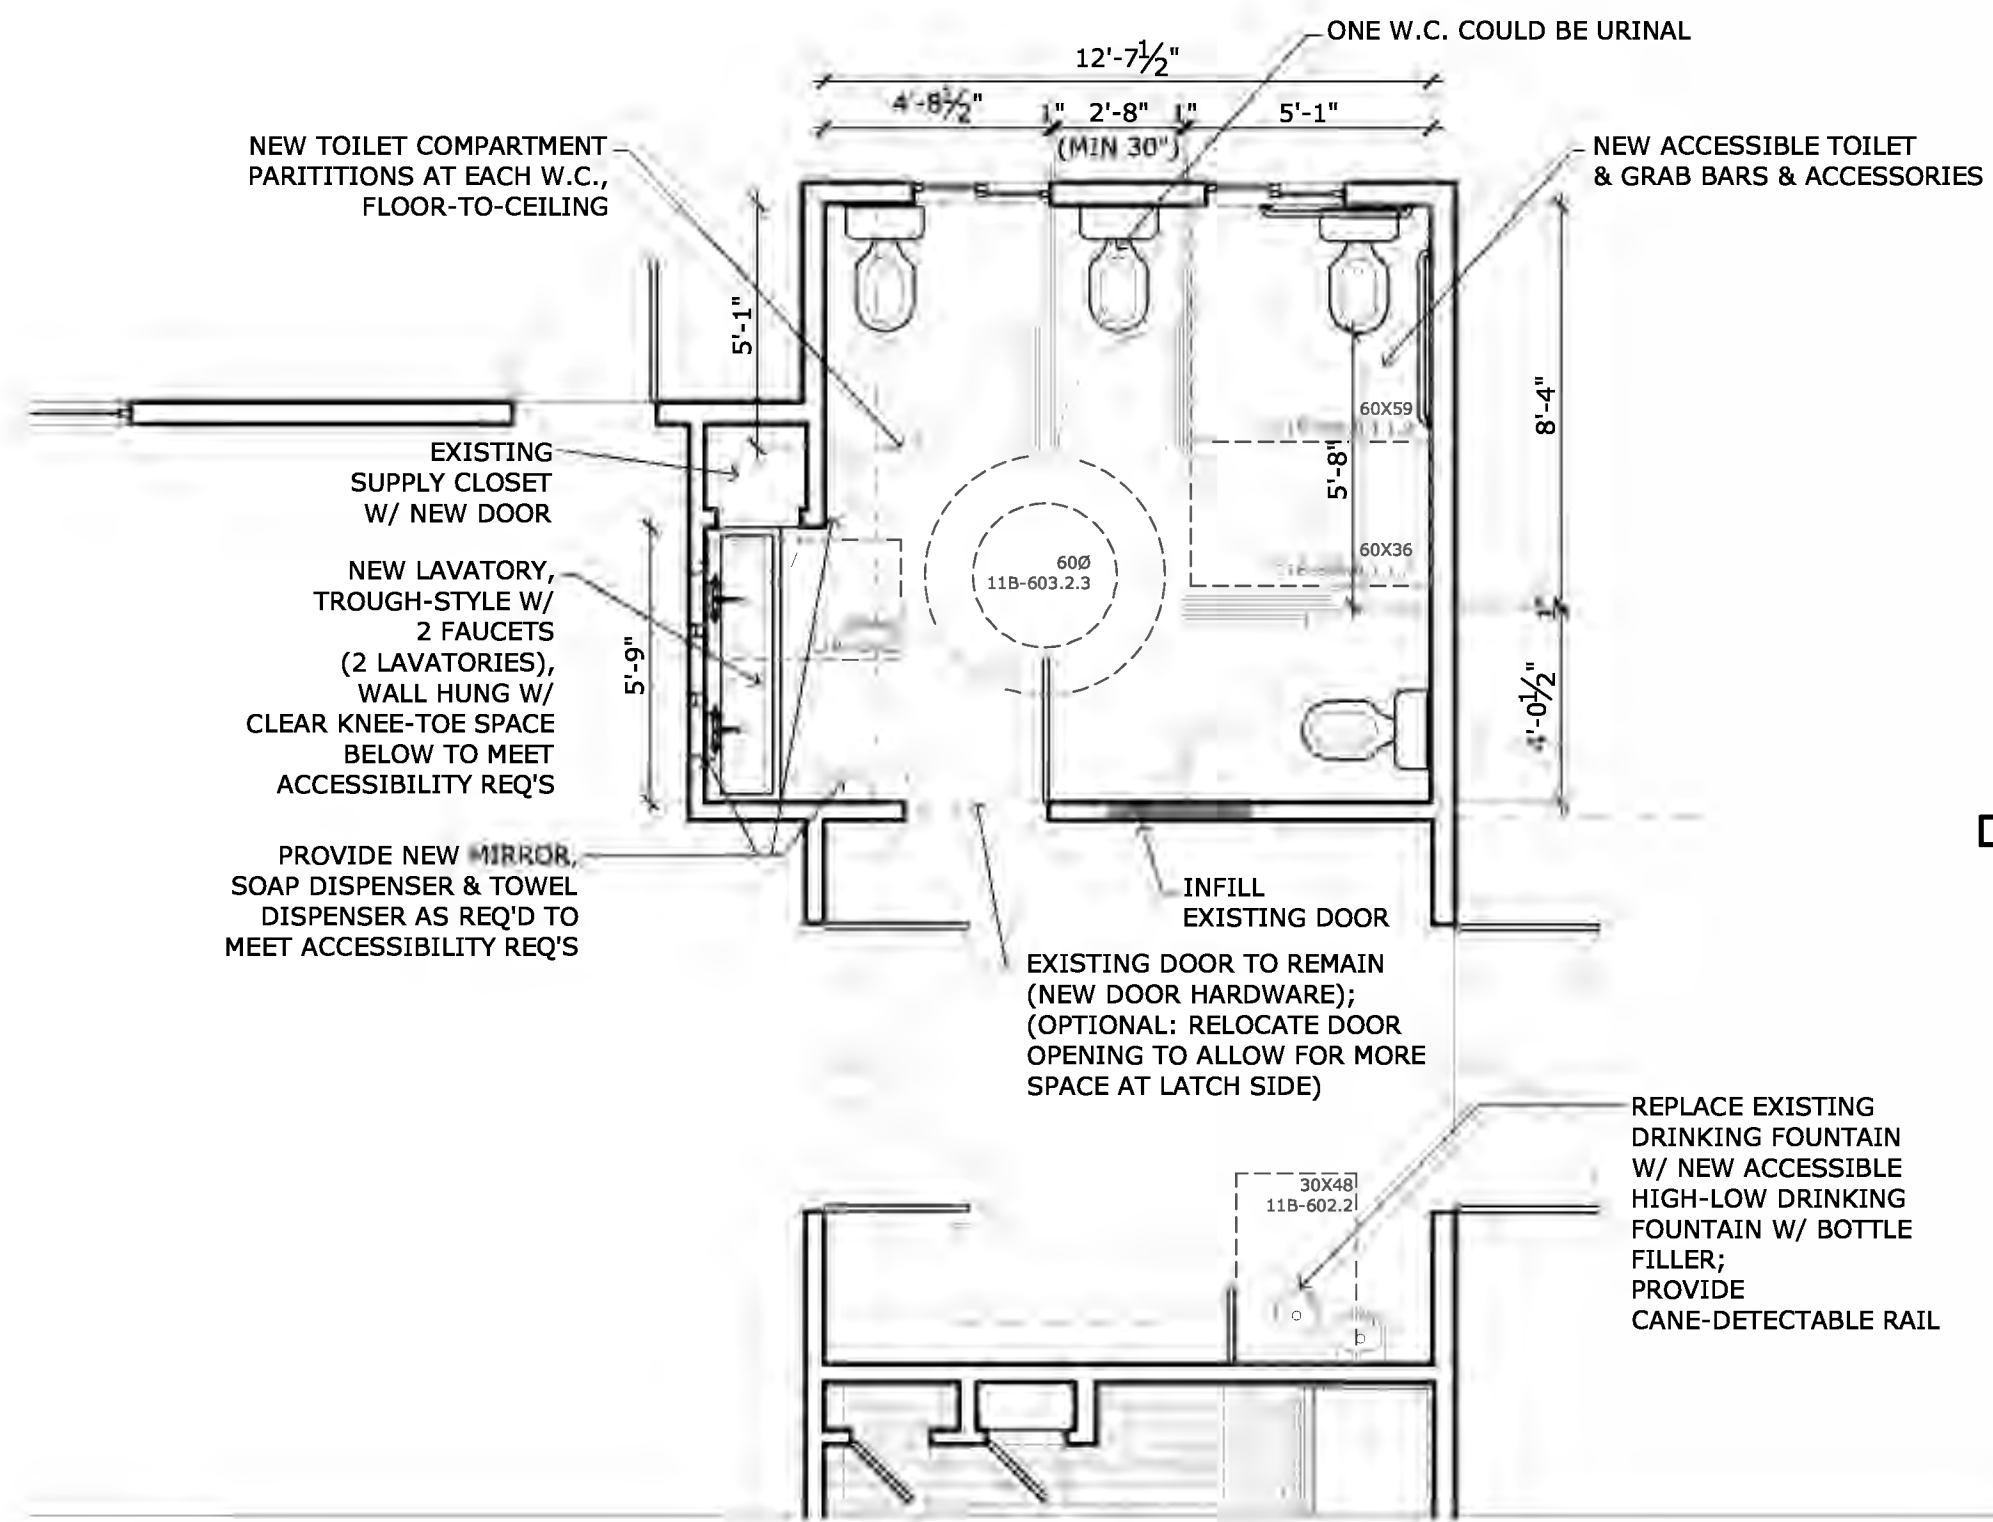 ONE W.C. COULD BE URINAL
12'-7½"
4'-8½"
1"
2'-8"
1"
5'-1"
(MIN 30")
NEW TOILET COMPARTMENT
PARITITIONS AT EACH W.C.,
FLOOR-TO-CEILING
NEW ACCESSIBLE TOILET
& GRAB BARS & ACCESSORIES
5'-1"
8'-4"
60X59
5'-8"
EXISTING
SUPPLY CLOSET
W/ NEW DOOR
60X36
60Ø
11B-603.2.3
NEW LAVATORY,
TROUGH-STYLE W/
2 FAUCETS
(2 LAVATORIES),
WALL HUNG W/
CLEAR KNEE-TOE SPACE
BELOW TO MEET
ACCESSIBILITY REQ'S
5'-9"
1"
4'-0½"
PROVIDE NEW MIRROR,
SOAP DISPENSER & TOWEL
DISPENSER AS REQ'D TO
MEET ACCESSIBILITY REQ'S
INFILL
EXISTING DOOR
EXISTING DOOR TO REMAIN
(NEW DOOR HARDWARE);
(OPTIONAL: RELOCATE DOOR
OPENING TO ALLOW FOR MORE
SPACE AT LATCH SIDE)
30X48
11B-602.2
REPLACE EXISTING
DRINKING FOUNTAIN
W/ NEW ACCESSIBLE
HIGH-LOW DRINKING
FOUNTAIN W/ BOTTLE
FILLER;
PROVIDE
CANE-DETECTABLE RAIL